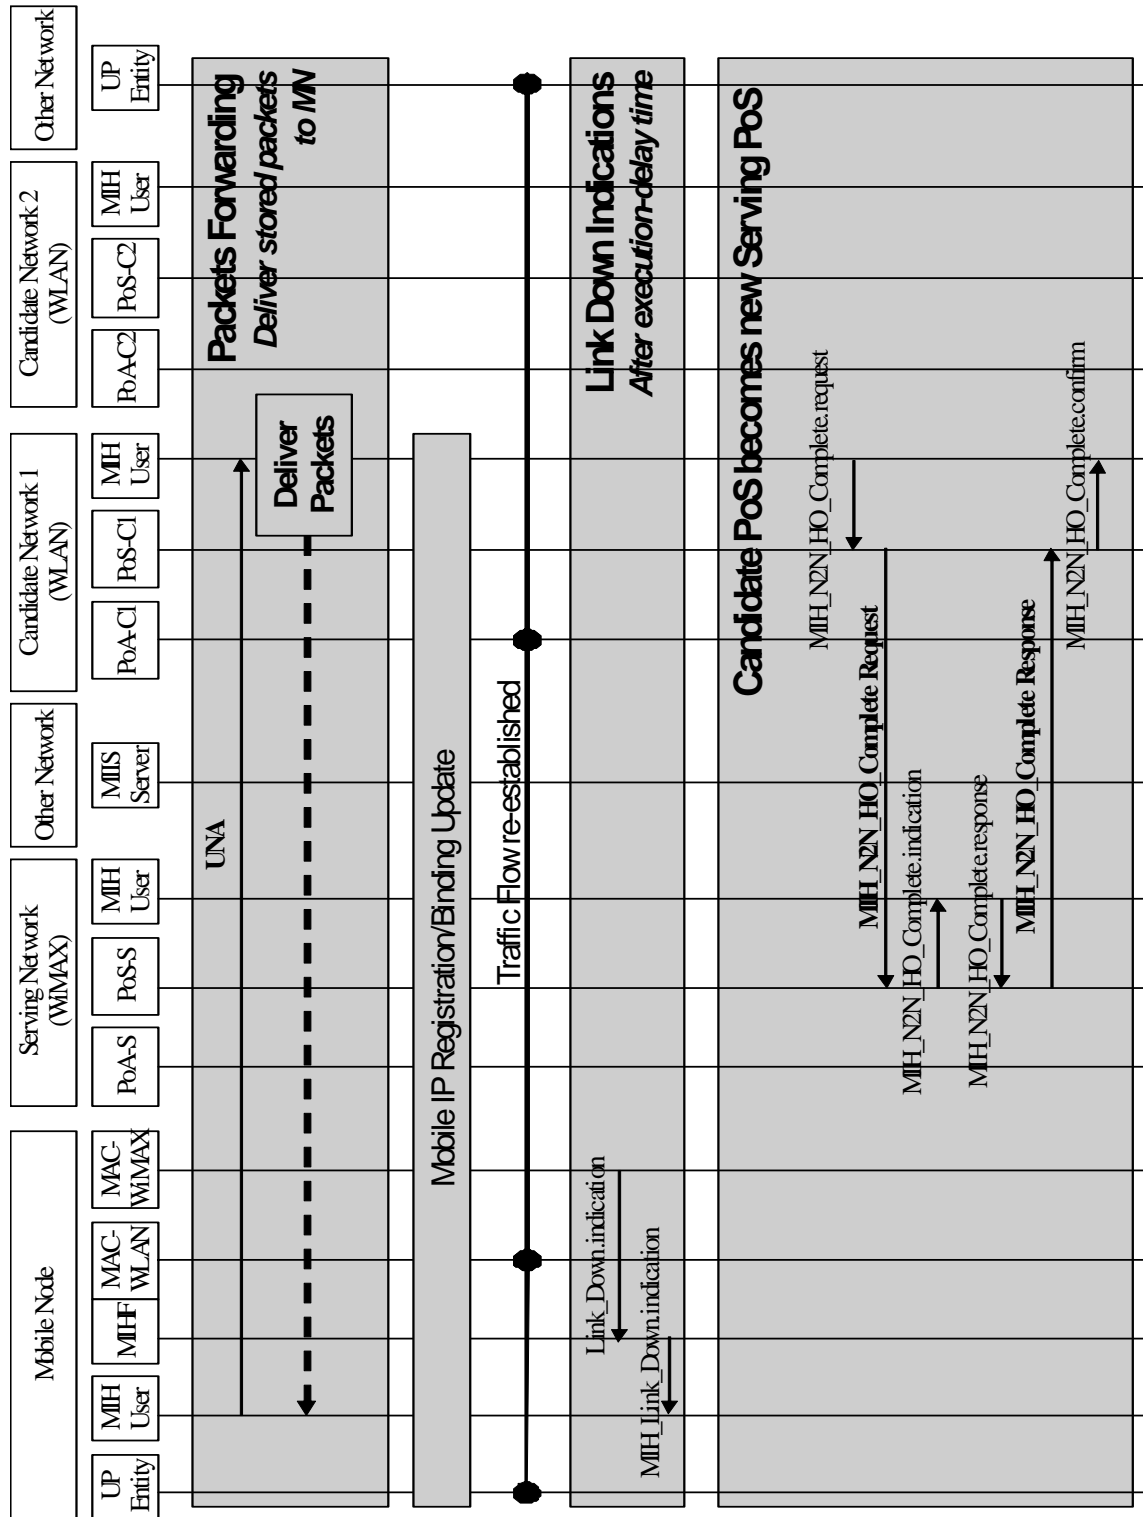 Mobile Node
Serving Network
(WiMAX)
Other Network
Candidate Network 1
(WLAN)
Candidate Network 2
(WLAN)
Other Network
UP
Entity
MIH
User
MIHF
MAC-
WLAN
MAC-
WiMAX
PoA-S
PoS-S
MIH
User
MIIS
Server
PoA-C1
PoS-C1
MIH
User
PoA-C2
PoS-C2
MIH
User
UP
Entity
Packets Forwarding
Deliver stored packets
to MN
UNA
Deliver
Packets
Mobile IP Registration/Binding Update
Traffic Flow re-established
Link Down Indications
After execution-delay time
Link_Down.indication
MIH_Link_Down.indication
Candidate PoS becomes new Serving PoS
MIH_N2N_HO_Complete.request
MIH_N2N_HO_Complete Request
MIH_N2N_HO_Complete.indication
MIH_N2N_HO_Complete.response
MIH_N2N_HO_Complete Response
MIH_N2N_HO_Complete.confirm